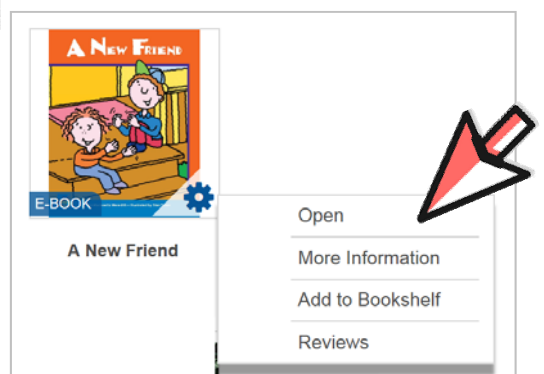 A NEW FRIEND
E-BOOK
A New Friend
Open
More Information
Add to Bookshelf
Reviews